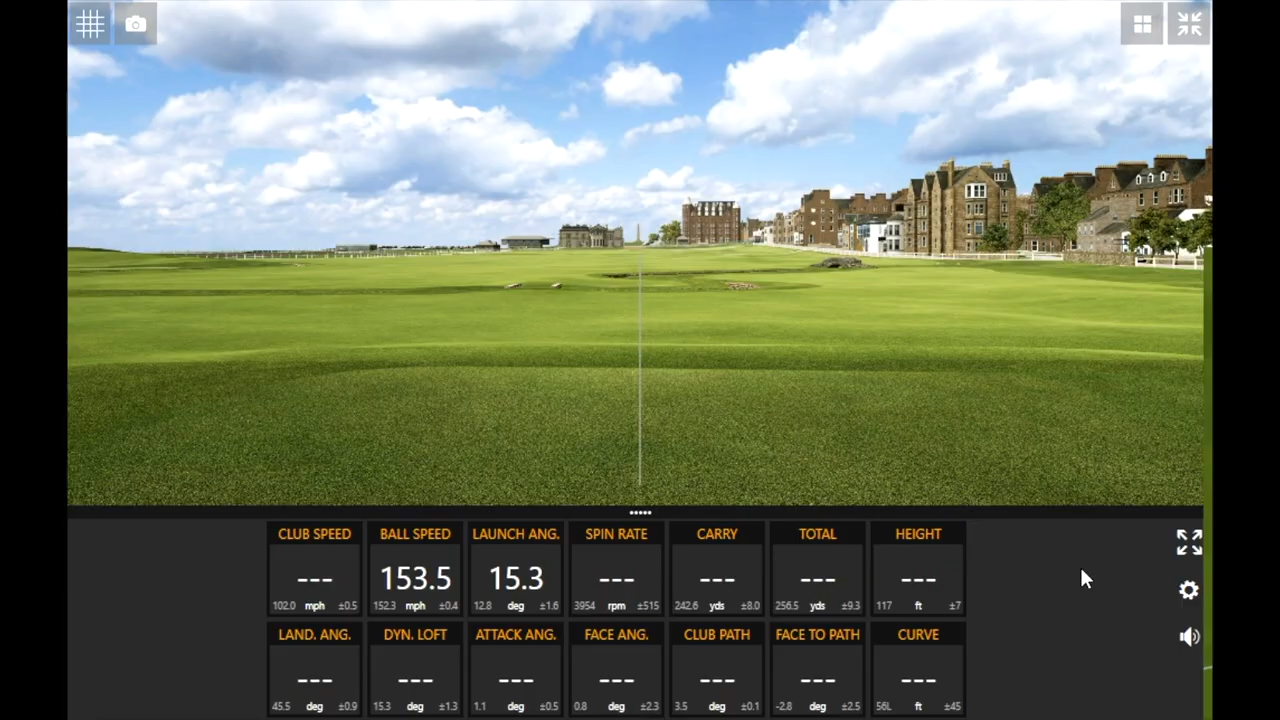 CLUB SPEED BALL SPEED LAUNCH ANG. SPIN RATE CARRY TOTAL HEIGHT
--- 153.5 15.3 --- --- --- ---
102.0 mph ±0.5 152.3 mph ±0.4 12.8 deg ±1.6 3954 rpm ±515 242.6 yds ±8.0 256.5 yds ±9.3 117 ft ±7
LAND. ANG. DYN. LOFT ATTACK ANG. FACE ANG. CLUB PATH FACE TO PATH CURVE
--- --- --- --- --- --- ---
45.5 deg ±0.9 15.3 deg ±1.3 1.1 deg ±0.5 0.8 deg ±2.3 3.5 deg ±0.1 -2.8 deg ±2.5 56L ft ±45